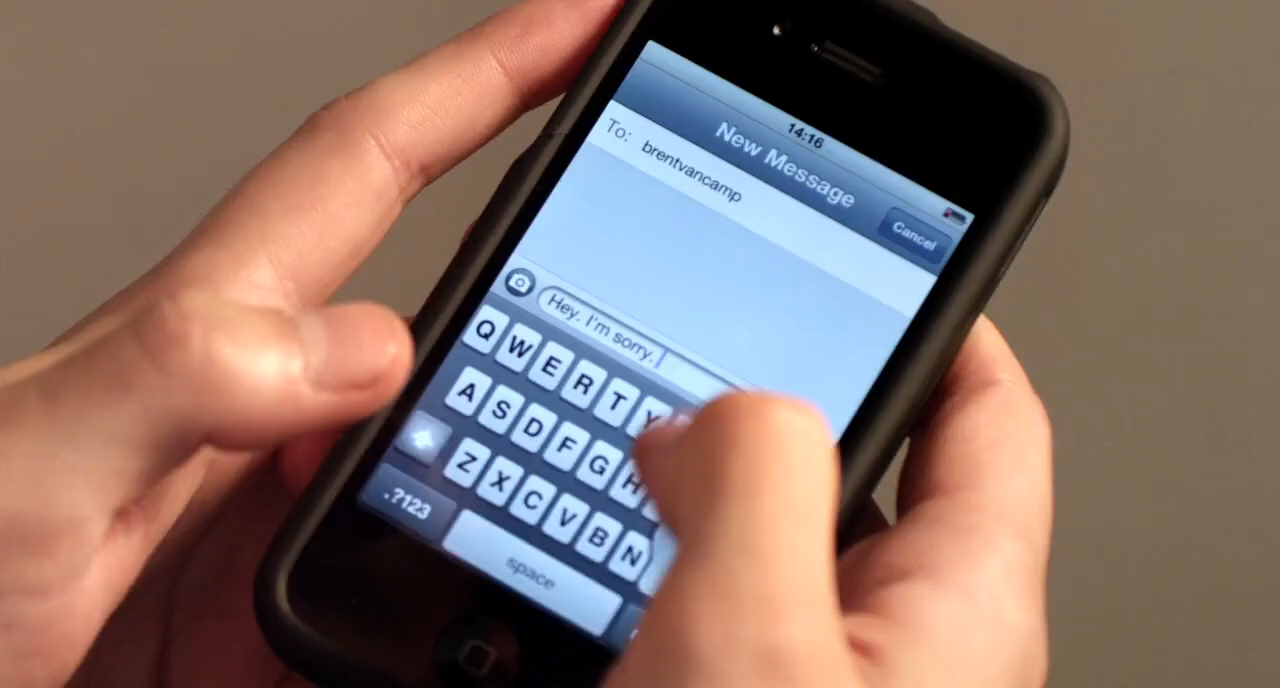 14:16
New Message
Cancel
To: brentvancamp
Hey. I'm sorry.
Q W E R T Y
A S D F G H
Z X C V B N
.?123
space